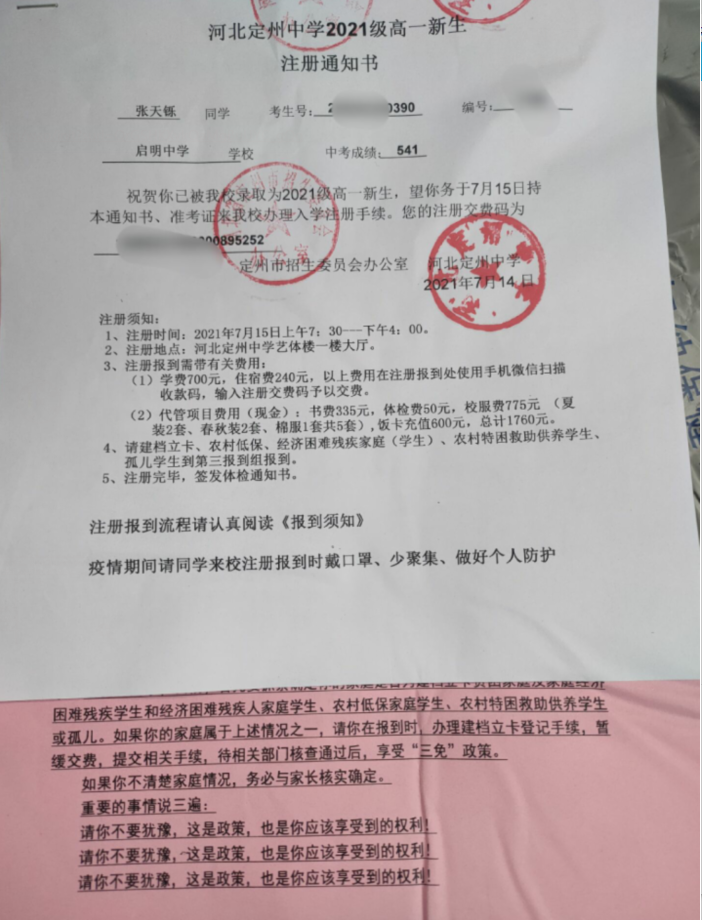 河北定州中学2021级高一新生
注册通知书
张天铄 同学 考生号：2 0390 编号：
启明中学 学校 中考成绩：541
祝贺你已被我校录取为2021级高一新生，望你务于7月15日持
本通知书、准考证来我校办理入学注册手续。您的注册交费码为
00895252
定州市招生委员会办公室 河北定州中学
2021年7月14日
注册须知：
1、注册时间：2021年7月15日上午7：30---下午4：00。
2、注册地点：河北定州中学艺体楼一楼大厅。
3、注册报到需带有关费用：
（1）学费700元，住宿费240元，以上费用在注册报到处使用手机微信扫描
收款码，输入注册交费码予以交费。
（2）代管项目费用（现金）：书费335元，体检费50元，校服费775元 （夏
装2套、春秋装2套、棉服1套共5套）,饭卡充值600元，总计1760元。
4、请建档立卡、农村低保、经济困难残疾家庭（学生）、农村特困救助供养学生、
孤儿学生到第三报到组报到。
5、注册完毕，签发体检通知书。
注册报到流程请认真阅读《报到须知》
疫情期间请同学来校注册报到时戴口罩、少聚集、做好个人防护
困难残疾学生和经济困难残疾人家庭学生、农村低保家庭学生、农村特困救助供养学生
或孤儿。如果你的家庭属于上述情况之一，请你在报到时，办理建档立卡登记手续，暂
缓交费，提交相关手续，待相关部门核查通过后，享受“三免”政策。
如果你不清楚家庭情况，务必与家长核实确定。
重要的事情说三遍：
请你不要犹豫，这是政策，也是你应该享受到的权利！
请你不要犹豫，这是政策，也是你应该享受到的权利！
请你不要犹豫，这是政策，也是你应该享受到的权利！